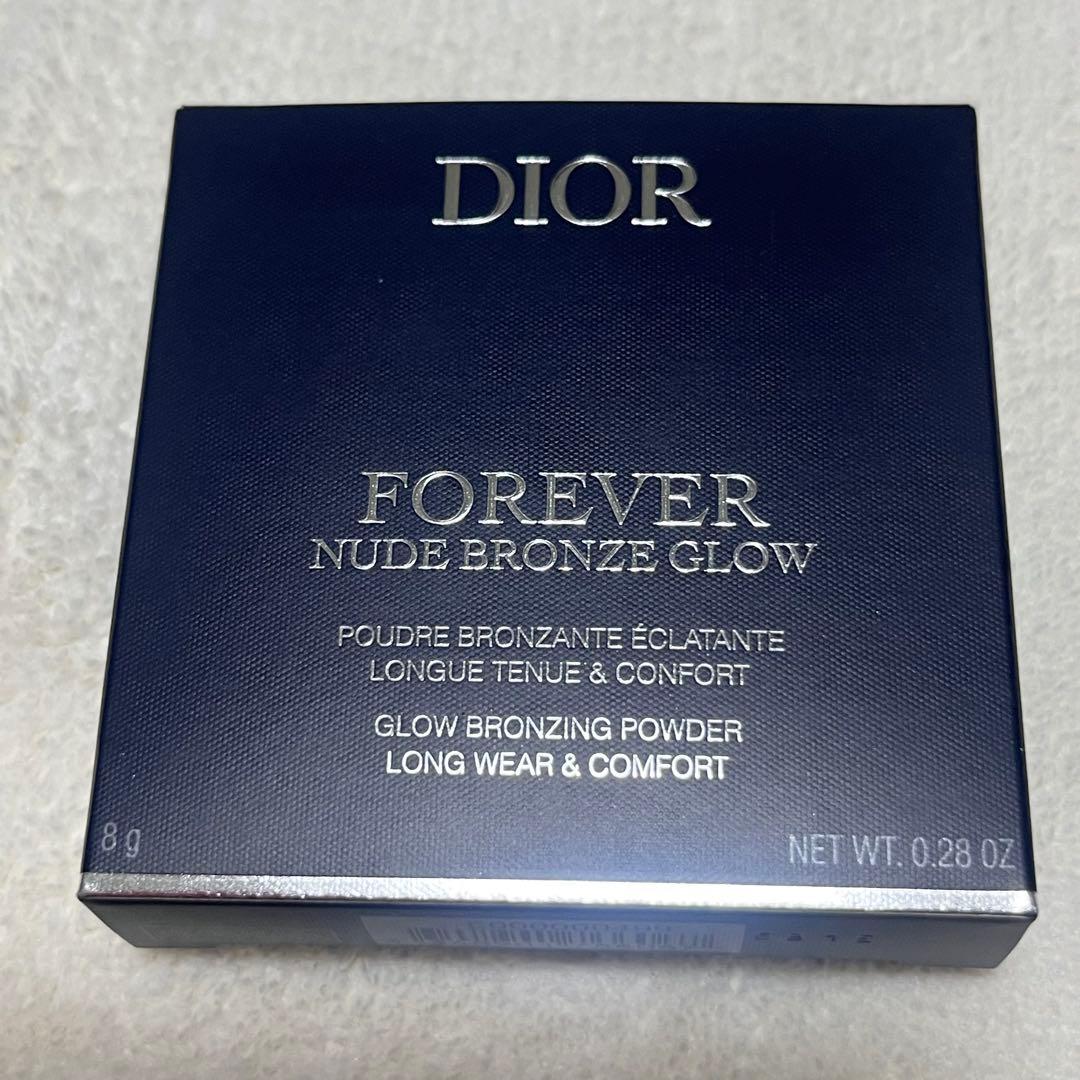 DIOR
FOREVER
NUDE BRONZE GLOW
POUDRE BRONZANTE ÉCLATANTE
LONGUE TENUE & CONFORT
GLOW BRONZING POWDER
LONG WEAR & COMFORT
8 g
NET WT. 0.28 OZ